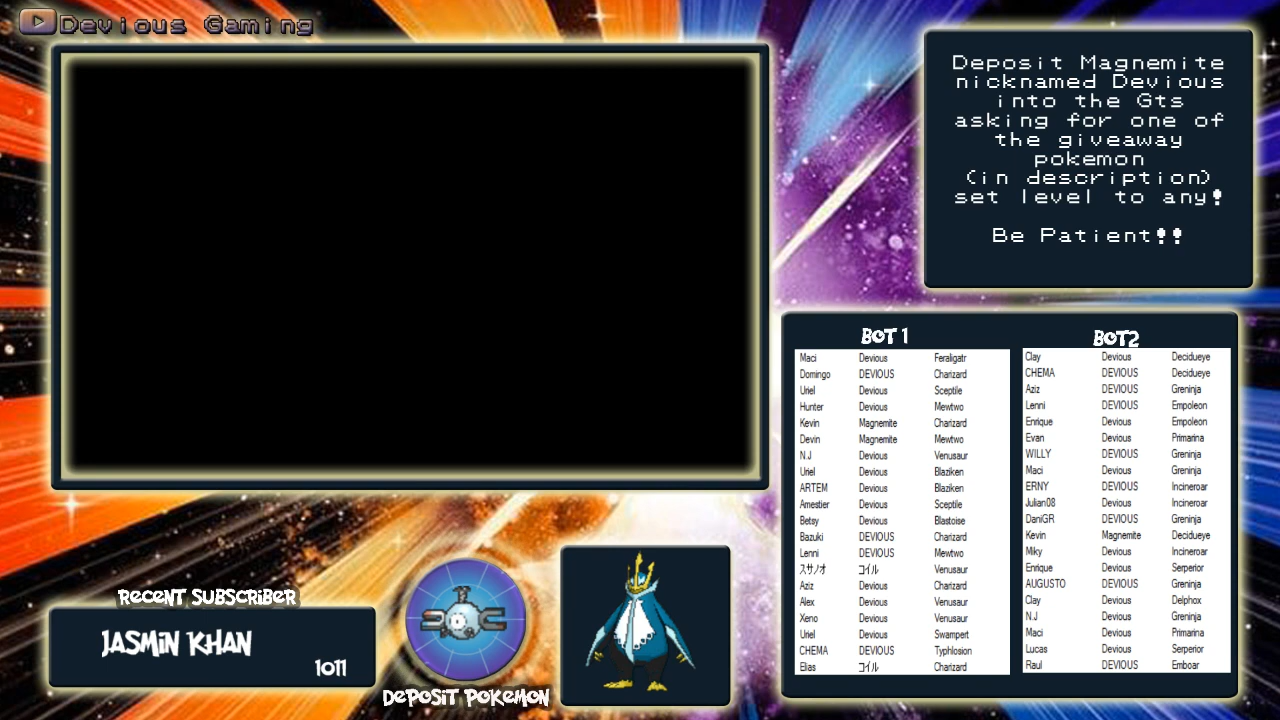 Devious Gaming
Deposit Magnemite
nicknamed Devious
into the Gts
asking for one of
the giveaway
pokemon
(in description)
set level to any!
Be Patient!!
BOT 1
Maci Devious Feraligatr
Domingo DEVIOUS Charizard
Uriel Devious Sceptile
Hunter Devious Mewtwo
Kevin Magnemite Charizard
Devin Magnemite Mewtwo
N.J Devious Venusaur
Uriel Devious Blaziken
ARTEM Devious Blaziken
Amestier Devious Sceptile
Betsy Devious Blastoise
Bazuki DEVIOUS Charizard
Lenni DEVIOUS Mewtwo
スサノオ コイル Venusaur
Aziz Devious Charizard
Alex Devious Venusaur
Xeno Devious Venusaur
Uriel Devious Swampert
CHEMA DEVIOUS Typhlosion
Elias コイル Charizard
BOT2
Clay Devious Decidueye
CHEMA DEVIOUS Decidueye
Aziz DEVIOUS Greninja
Lenni DEVIOUS Empoleon
Enrique Devious Empoleon
Evan Devious Primarina
WILLY DEVIOUS Greninja
Maci Devious Greninja
ERNY DEVIOUS Incineroar
Julian08 Devious Incineroar
DaniGR DEVIOUS Greninja
Kevin Magnemite Decidueye
Miky Devious Incineroar
Enrique Devious Serperior
AUGUSTO DEVIOUS Greninja
Clay Devious Delphox
N.J Devious Greninja
Maci Devious Primarina
Lucas Devious Serperior
Raul DEVIOUS Emboar
RECENT SUBSCRIBER
JASMIN KHAN
1011
DEPOSIT POKEMON